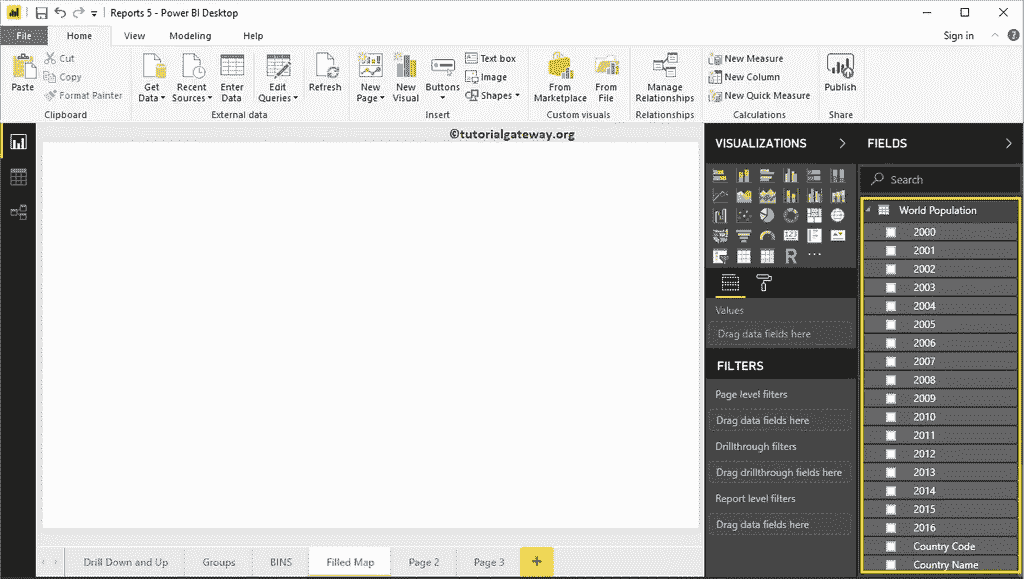 Reports 5 - Power BI Desktop
File Home View Modeling Help Sign in
Paste
Cut
Copy
Format Painter
Clipboard
Get Data
Recent Sources
Enter Data
Edit Queries
Refresh
External data
New Page
New Visual
Buttons
Text box
Image
Shapes
Insert
From Marketplace
From File
Custom visuals
Manage Relationships
Relationships
New Measure
New Column
New Quick Measure
Calculations
Publish
Share
©tutorialgateway.org
VISUALIZATIONS
R
Values
Drag data fields here
FILTERS
Page level filters
Drag data fields here
Drillthrough filters
Drag drillthrough fields here
Report level filters
Drag data fields here
FIELDS
Search
World Population
2000
2001
2002
2003
2004
2005
2006
2007
2008
2009
2010
2011
2012
2013
2014
2015
2016
Country Code
Country Name
Drill Down and Up Groups BINS Filled Map Page 2 Page 3 +